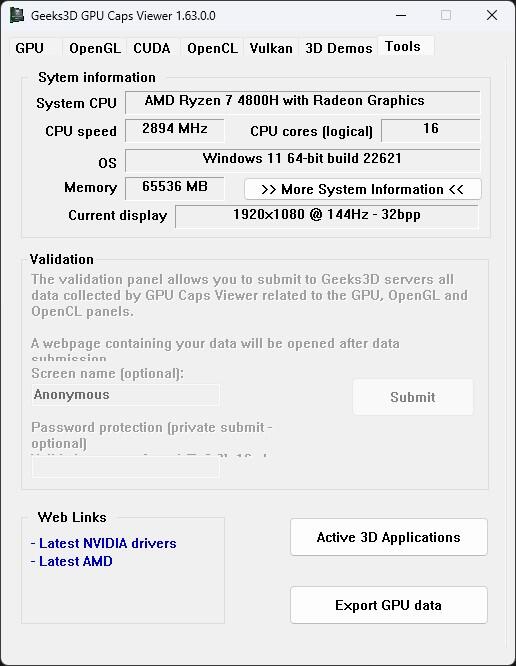 Geeks3D GPU Caps Viewer 1.63.0.0
GPU OpenGL CUDA OpenCL Vulkan 3D Demos Tools
Sytem information
System CPU AMD Ryzen 7 4800H with Radeon Graphics
CPU speed 2894 MHz CPU cores (logical) 16
OS Windows 11 64-bit build 22621
Memory 65536 MB >> More System Information <<
Current display 1920x1080 @ 144Hz - 32bpp
Validation
The validation panel allows you to submit to Geeks3D servers all
data collected by GPU Caps Viewer related to the GPU, OpenGL and
OpenCL panels.
A webpage containing your data will be opened after data
submission
Screen name (optional):
Anonymous
Submit
Password protection (private submit -
optional)
Web Links
- Latest NVIDIA drivers
- Latest AMD
Active 3D Applications
Export GPU data